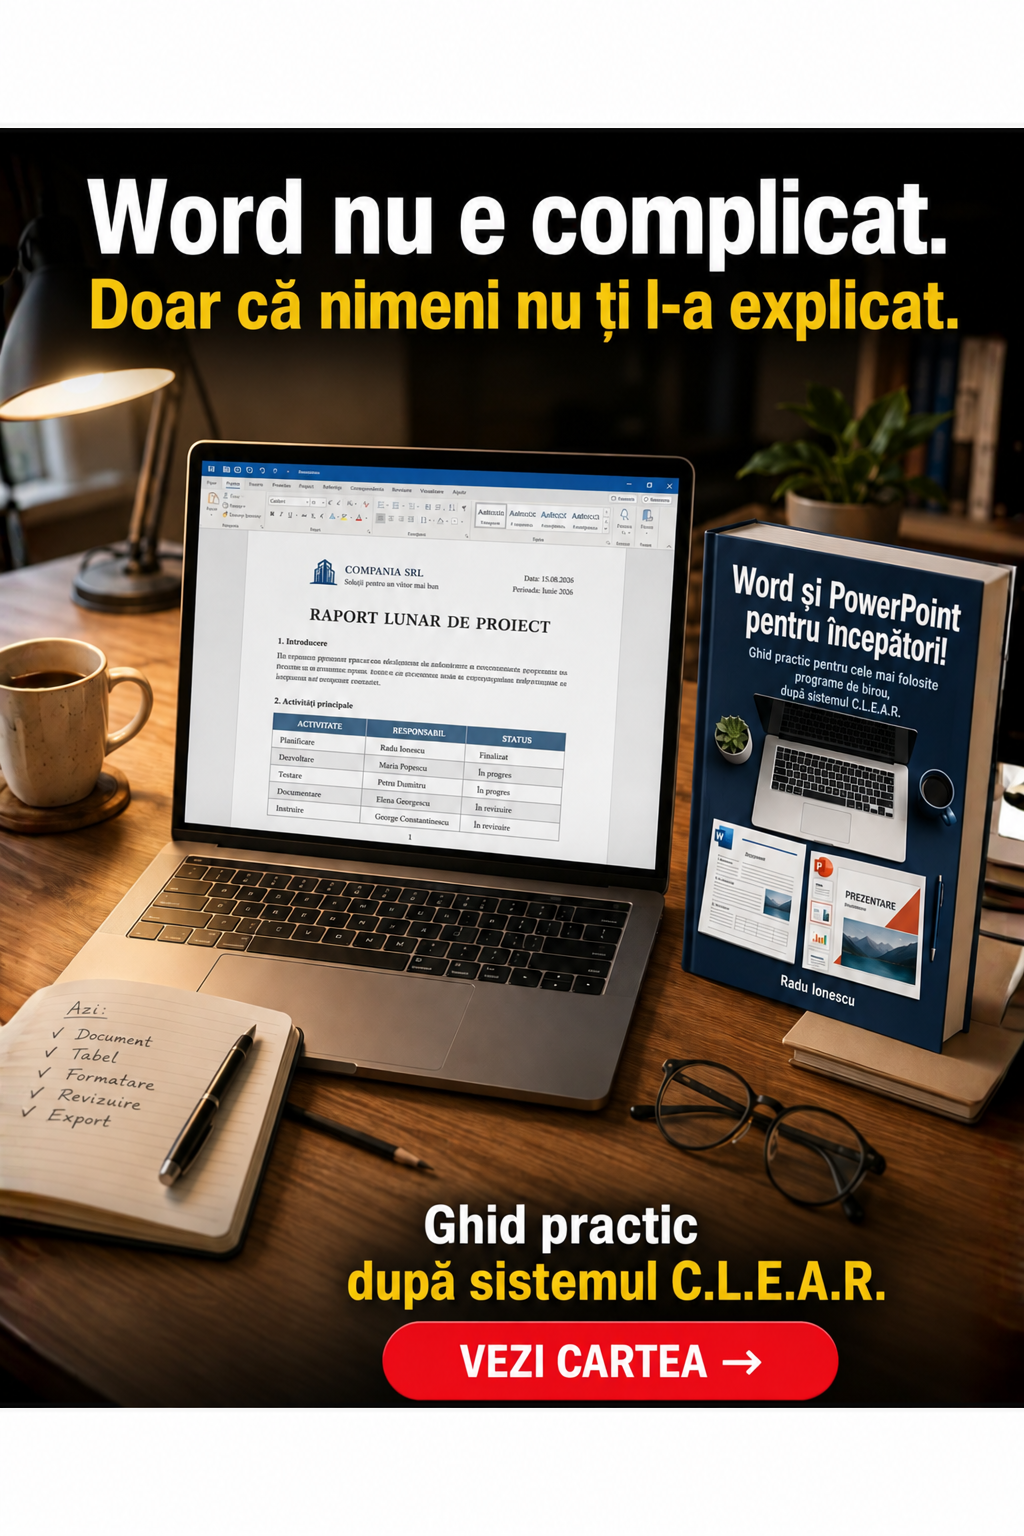 Word nu e complicat.
Doar că nimeni nu ți l-a explicat.
COMPANIA SRL
Soluții pentru un viitor mai bun
Data: 15.08.2026
Perioada: Iunie 2026
RAPORT LUNAR DE PROIECT
1. Introducere
2. Activități principale
ACTIVITATE RESPONSABIL STATUS
Planificare Radu Ionescu Finalizat
Dezvoltare Maria Popescu În progres
Testare Petru Dumitru În progres
Documentare Elena Georgescu În revizuire
Instruire George Constantinescu În revizuire
1
Word și PowerPoint
pentru începători!
Ghid practic pentru cele mai folosite
programe de birou,
după sistemul C.L.E.A.R.
W
P
PREZENTARE
Radu Ionescu
Azi:
✓ Document
✓ Tabel
✓ Formatare
✓ Revizuire
✓ Export
Ghid practic
după sistemul C.L.E.A.R.
VEZI CARTEA →